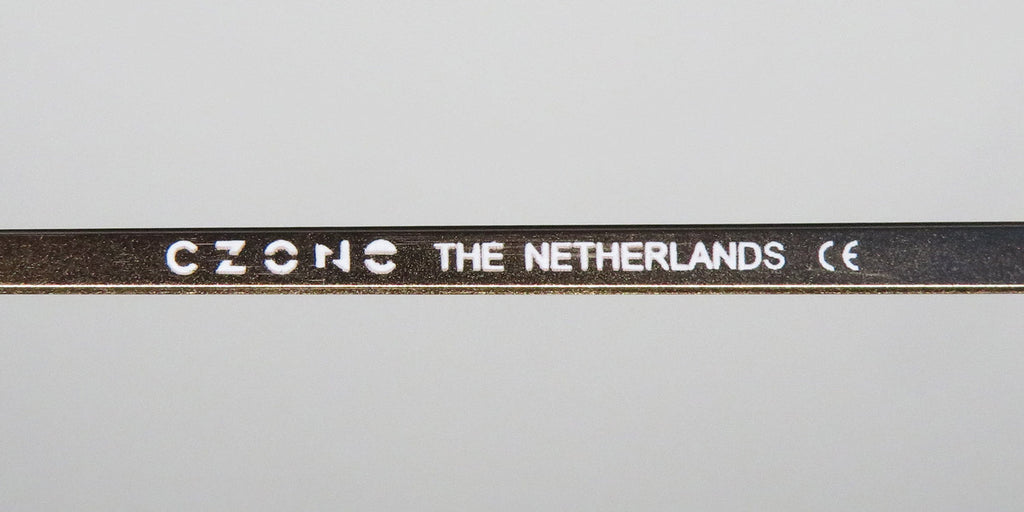 CZONE THE NETHERLANDS CE